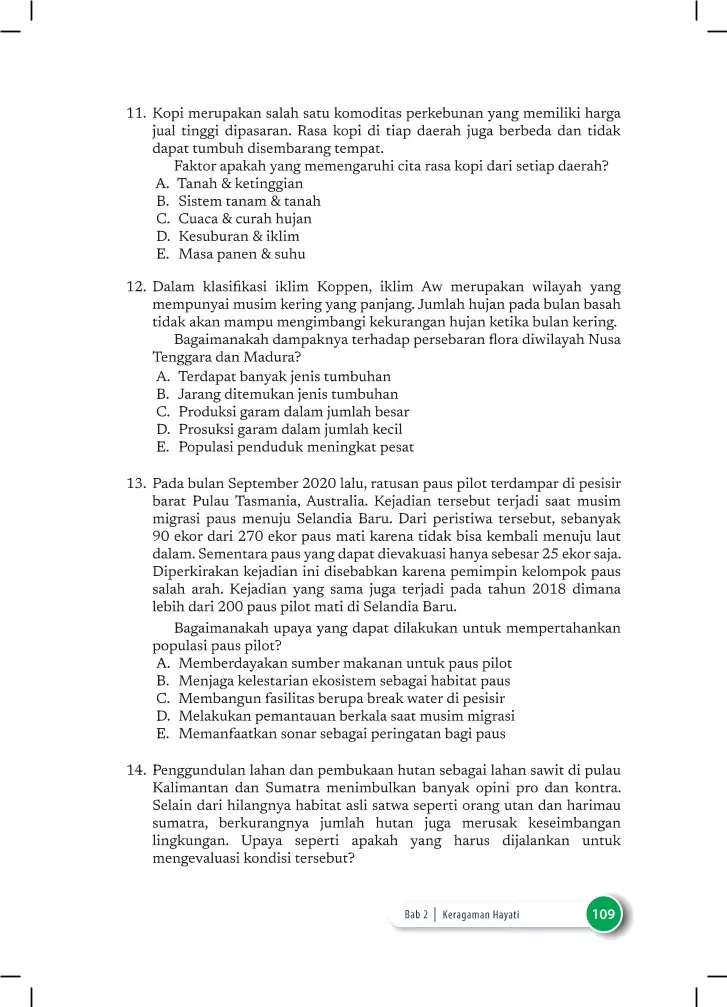 11. Kopi merupakan salah satu komoditas perkebunan yang memiliki harga
jual tinggi dipasaran. Rasa kopi di tiap daerah juga berbeda dan tidak
dapat tumbuh disembarang tempat.
Faktor apakah yang memengaruhi cita rasa kopi dari setiap daerah?
A. Tanah & ketinggian
B. Sistem tanam & tanah
C. Cuaca & curah hujan
D. Kesuburan & iklim
E. Masa panen & suhu
12. Dalam klasifikasi iklim Koppen, iklim Aw merupakan wilayah yang
mempunyai musim kering yang panjang. Jumlah hujan pada bulan basah
tidak akan mampu mengimbangi kekurangan hujan ketika bulan kering.
Bagaimanakah dampaknya terhadap persebaran flora diwilayah Nusa
Tenggara dan Madura?
A. Terdapat banyak jenis tumbuhan
B. Jarang ditemukan jenis tumbuhan
C. Produksi garam dalam jumlah besar
D. Prosuksi garam dalam jumlah kecil
E. Populasi penduduk meningkat pesat
13. Pada bulan September 2020 lalu, ratusan paus pilot terdampar di pesisir
barat Pulau Tasmania, Australia. Kejadian tersebut terjadi saat musim
migrasi paus menuju Selandia Baru. Dari peristiwa tersebut, sebanyak
90 ekor dari 270 ekor paus mati karena tidak bisa kembali menuju laut
dalam. Sementara paus yang dapat dievakuasi hanya sebesar 25 ekor saja.
Diperkirakan kejadian ini disebabkan karena pemimpin kelompok paus
salah arah. Kejadian yang sama juga terjadi pada tahun 2018 dimana
lebih dari 200 paus pilot mati di Selandia Baru.
Bagaimanakah upaya yang dapat dilakukan untuk mempertahankan
populasi paus pilot?
A. Memberdayakan sumber makanan untuk paus pilot
B. Menjaga kelestarian ekosistem sebagai habitat paus
C. Membangun fasilitas berupa break water di pesisir
D. Melakukan pemantauan berkala saat musim migrasi
E. Memanfaatkan sonar sebagai peringatan bagi paus
14. Penggundulan lahan dan pembukaan hutan sebagai lahan sawit di pulau
Kalimantan dan Sumatra menimbulkan banyak opini pro dan kontra.
Selain dari hilangnya habitat asli satwa seperti orang utan dan harimau
sumatra, berkurangnya jumlah hutan juga merusak keseimbangan
lingkungan. Upaya seperti apakah yang harus dijalankan untuk
mengevaluasi kondisi tersebut?
Bab 2 | Keragaman Hayati 109